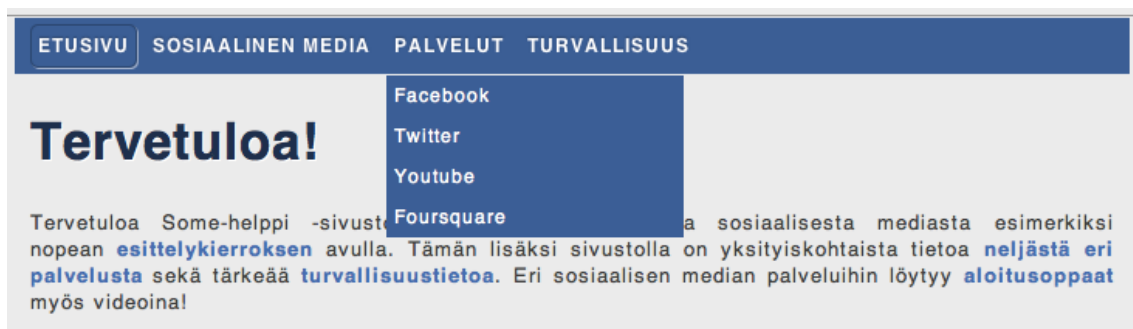 ETUSIVU SOSIAALINEN MEDIA PALVELUT TURVALLISUUS
Facebook
Twitter
Youtube
Foursquare
Tervetuloa!
Tervetuloa Some-helppi a sosiaalisesta mediasta esimerkiksi
nopean esittelykierroksen avulla. Tämän lisäksi sivustolla on yksityiskohtaista tietoa neljästä eri
palvelusta sekä tärkeää turvallisuustietoa. Eri sosiaalisen median palveluihin löytyy aloitusoppaat
myös videoina!